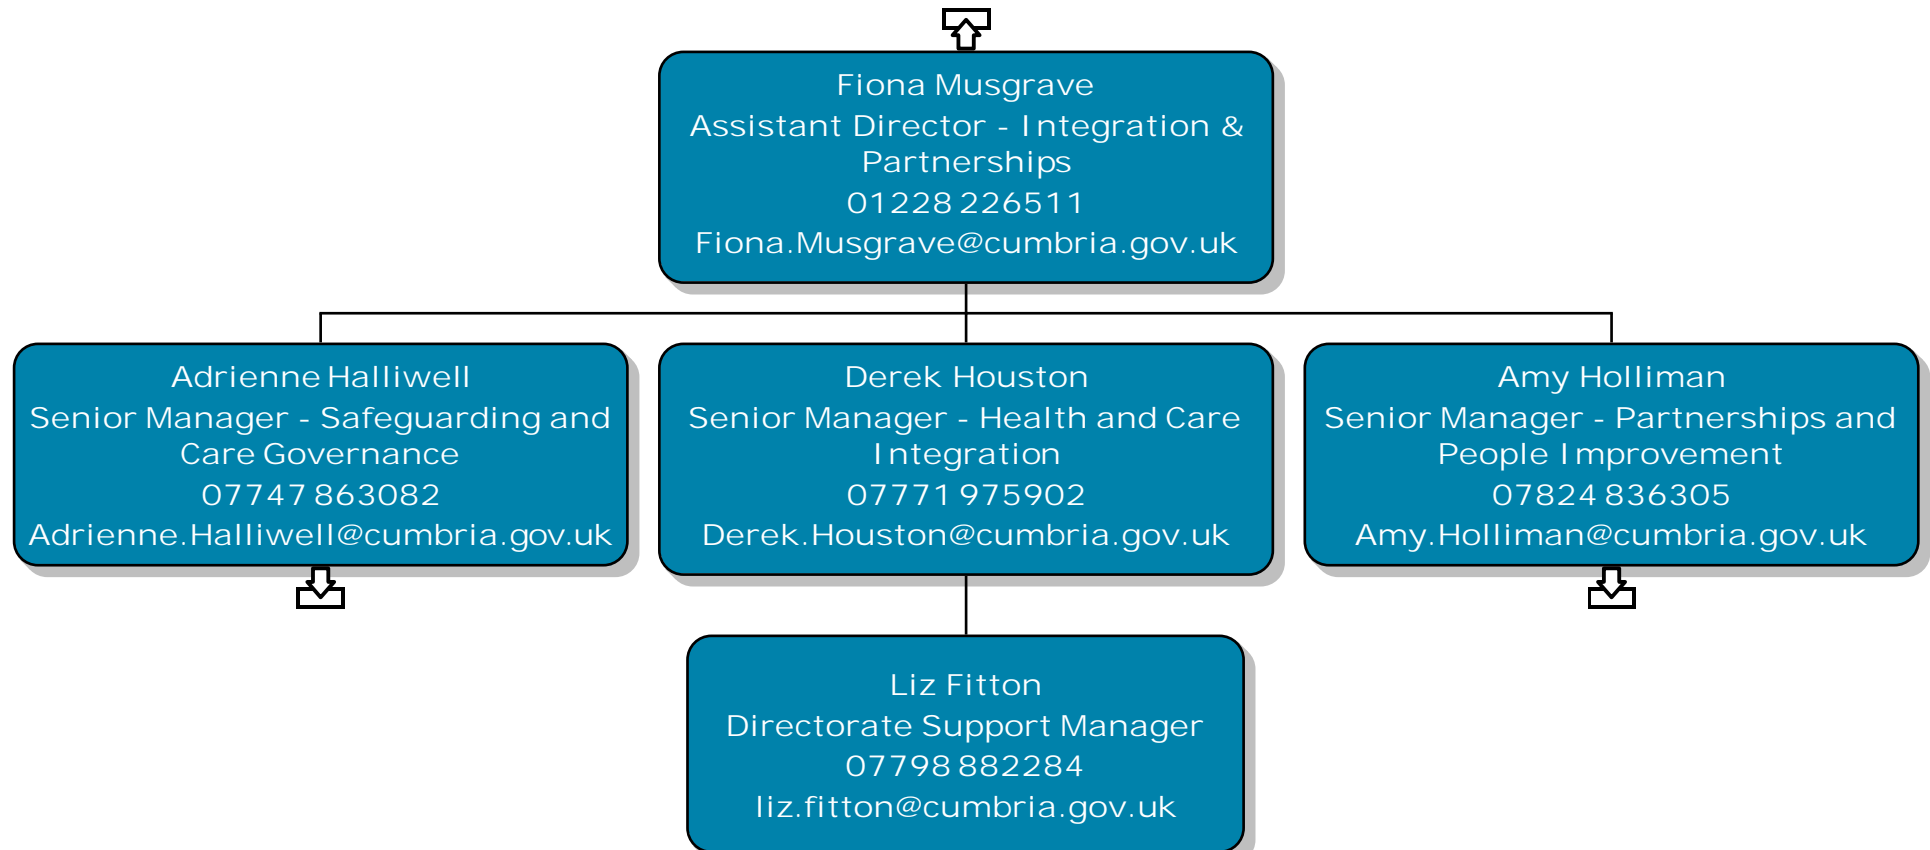 Fiona Musgrave
Assistant Director - Integration &
Partnerships
01228 226511
Fiona.Musgrave@cumbria.gov.uk
Adrienne Halliwell
Senior Manager - Safeguarding and
Care Governance
07747 863082
Adrienne.Halliwell@cumbria.gov.uk
Derek Houston
Senior Manager - Health and Care
Integration
07771 975902
Derek.Houston@cumbria.gov.uk
Amy Holliman
Senior Manager - Partnerships and
People Improvement
07824 836305
Amy.Holliman@cumbria.gov.uk
Liz Fitton
Directorate Support Manager
07798 882284
liz.fitton@cumbria.gov.uk